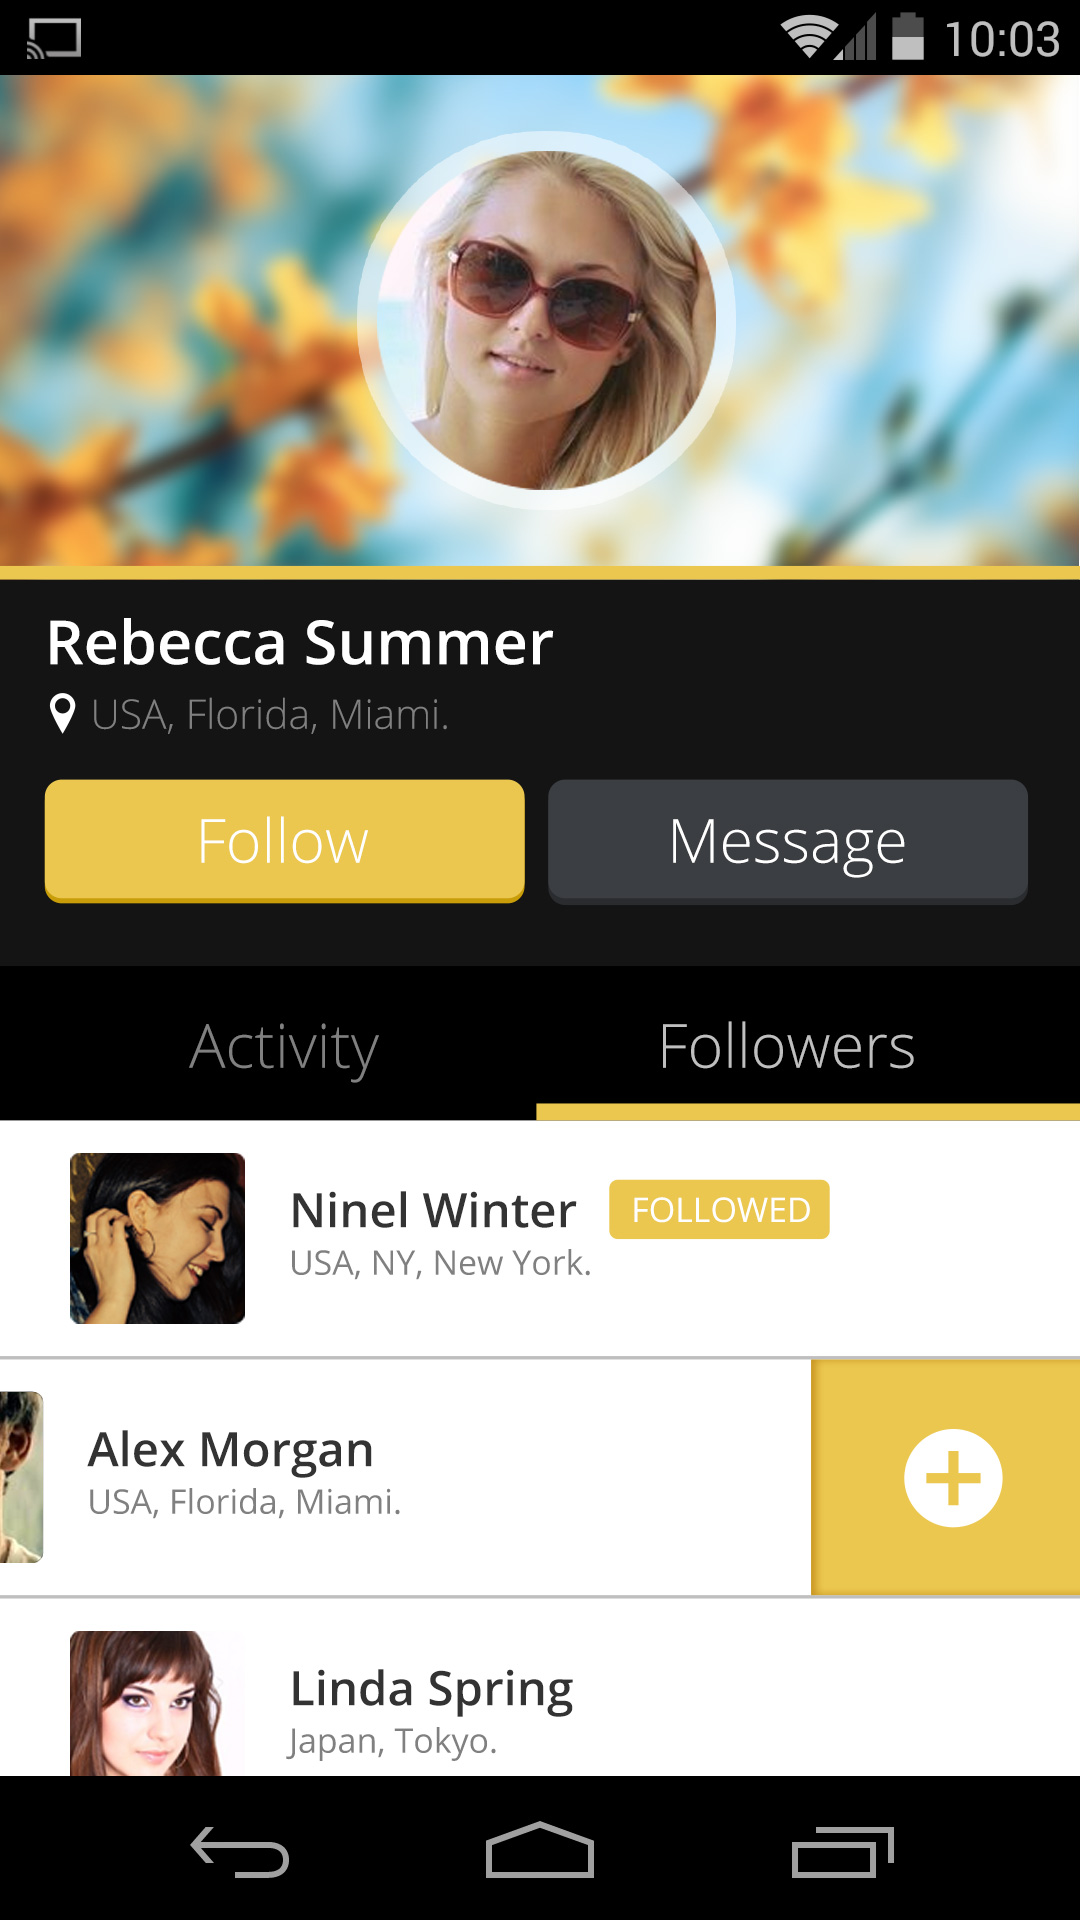 10:03
Rebecca Summer
USA, Florida, Miami.
Follow
Message
Activity
Followers
Ninel Winter
FOLLOWED
USA, NY, New York.
Alex Morgan
USA, Florida, Miami.
Linda Spring
Japan, Tokyo.